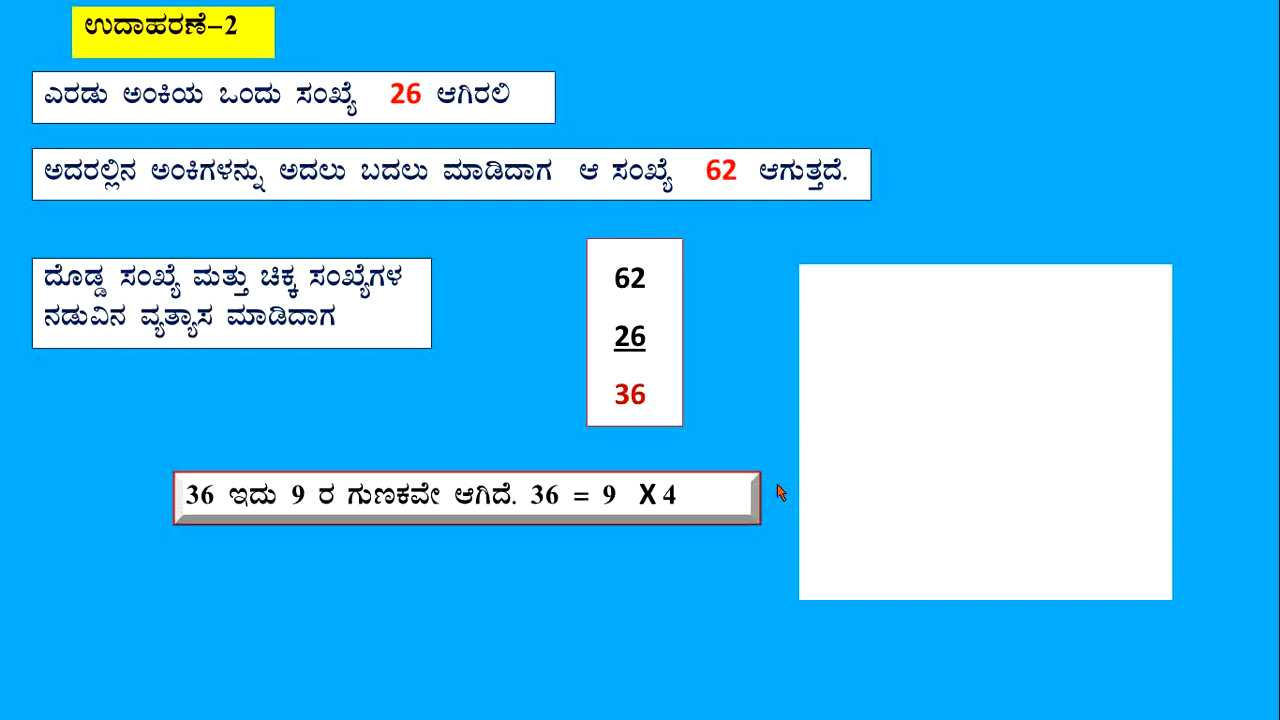 ಉದಾಹರಣೆ–2
ಎರಡು ಅಂಕಿಯ ಒಂದು ಸಂಖ್ಯೆ 26 ಆಗಿರಲಿ
ಅದರಲ್ಲಿನ ಅಂಕಿಗಳನ್ನು ಅದಲು ಬದಲು ಮಾಡಿದಾಗ ಆ ಸಂಖ್ಯೆ 62 ಆಗುತ್ತದೆ.
ದೊಡ್ಡ ಸಂಖ್ಯೆ ಮತ್ತು ಚಿಕ್ಕ ಸಂಖ್ಯೆಗಳ
ನಡುವಿನ ವ್ಯತ್ಯಾಸ ಮಾಡಿದಾಗ
62
26
36
36 ಇದು 9 ರ ಗುಣಕವೇ ಆಗಿದೆ. 36 = 9 X 4